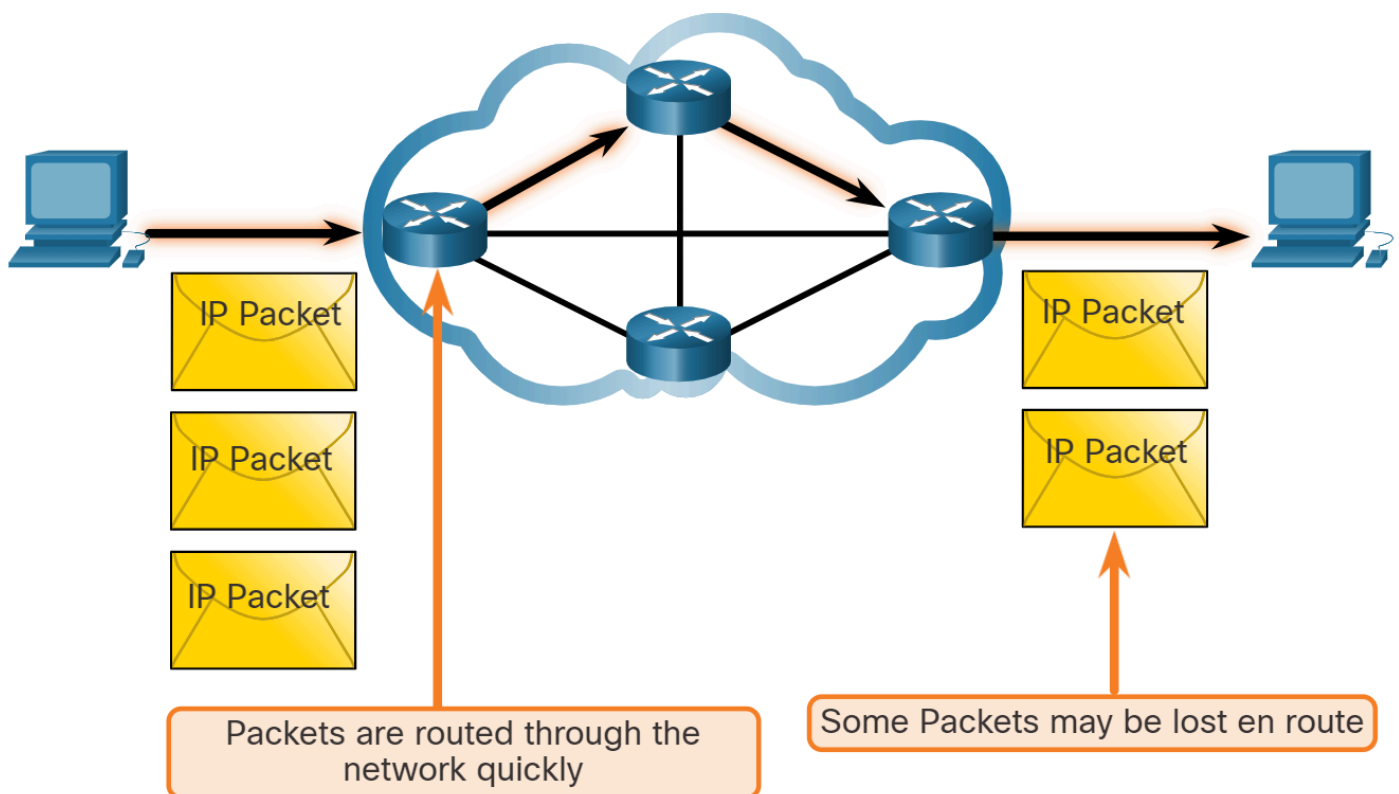 IP Packet
IP Packet
IP Packet
IP Packet
IP Packet
Packets are routed through the
network quickly
Some Packets may be lost en route